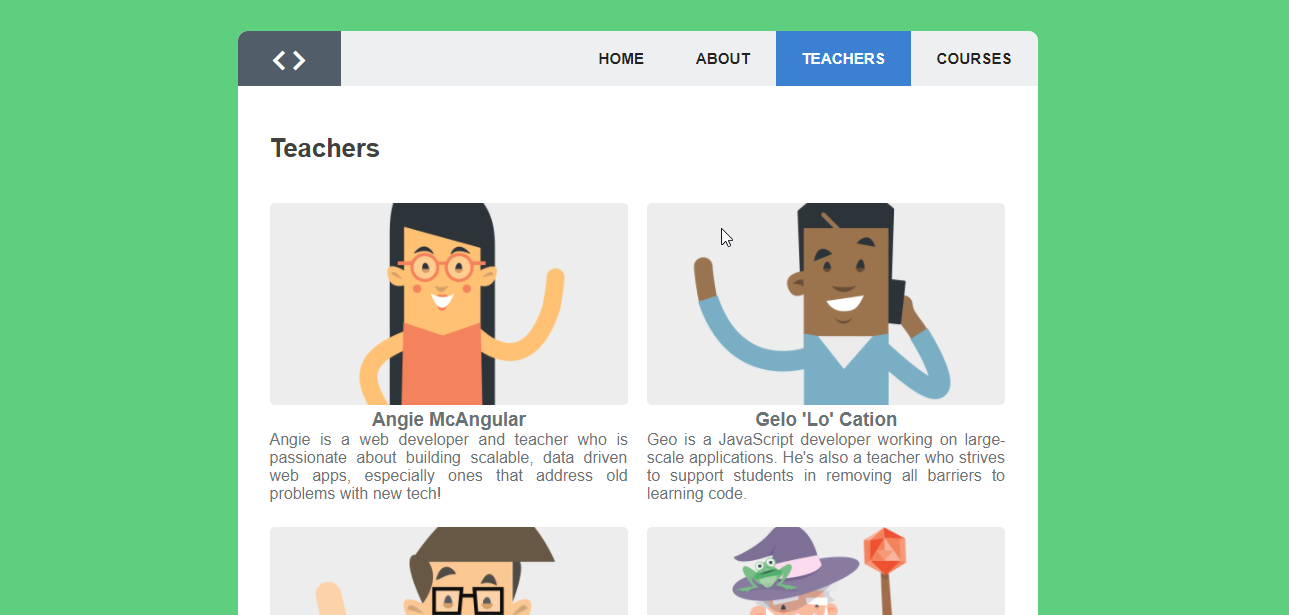 HOME ABOUT TEACHERS COURSES
Teachers
Angie McAngular
Angie is a web developer and teacher who is
passionate about building scalable, data driven
web apps, especially ones that address old
problems with new tech!
Gelo 'Lo' Cation
Geo is a JavaScript developer working on large-
scale applications. He's also a teacher who strives
to support students in removing all barriers to
learning code.